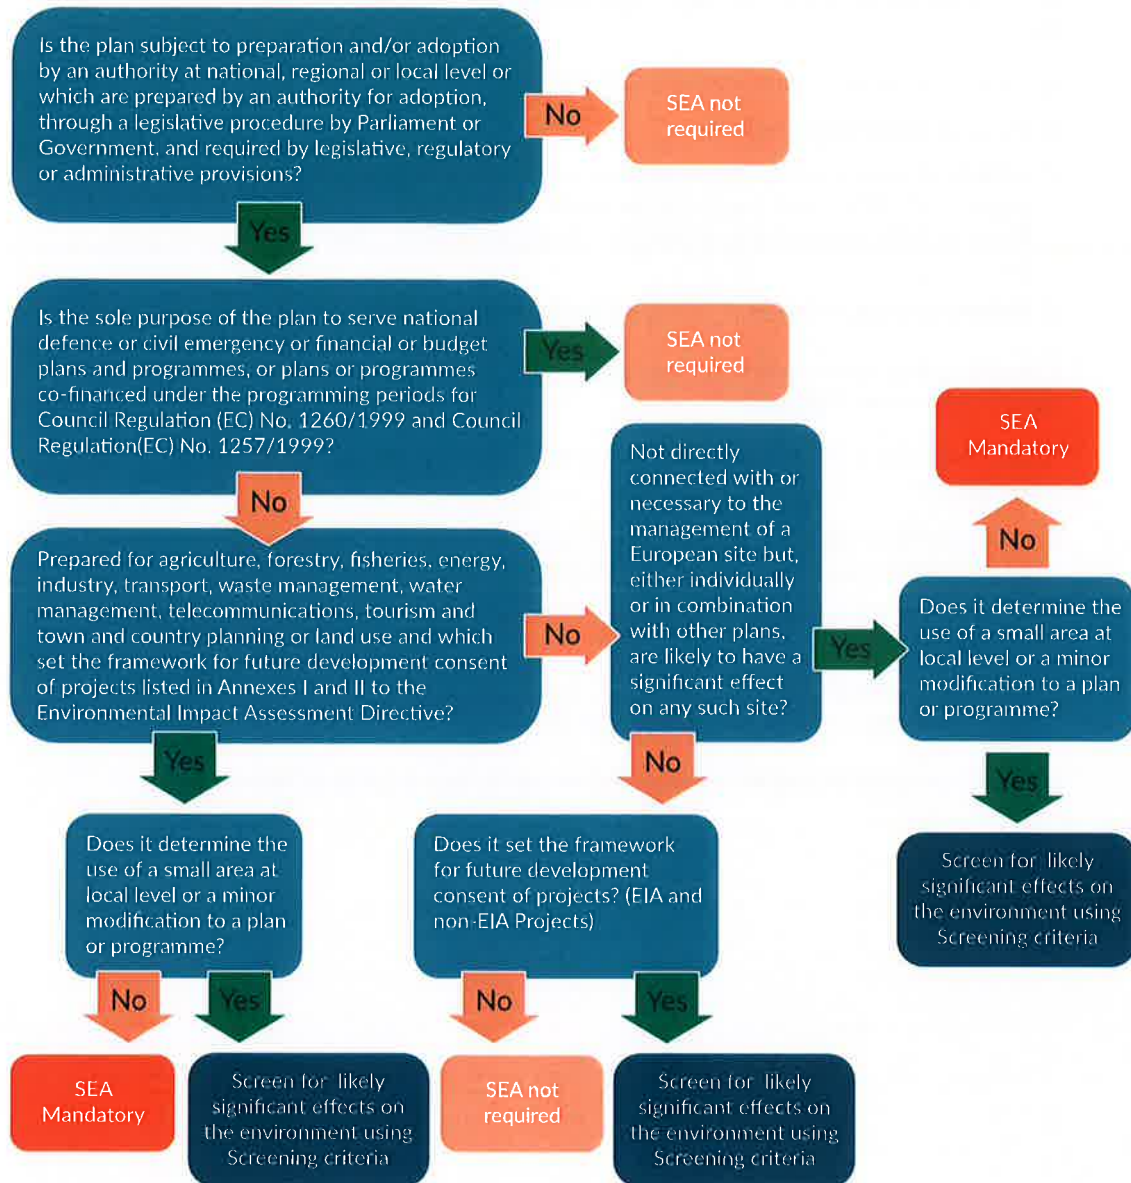 Is the plan subject to preparation and/or adoption
by an authority at national, regional or local level or
which are prepared by an authority for adoption,
through a legislative procedure by Parliament or
Government, and required by legislative, regulatory
or administrative provisions?
No
SEA not
required
Yes
Is the sole purpose of the plan to serve national
defence or civil emergency or financial or budget
plans and programmes, or plans or programmes
co-financed under the programming periods for
Council Regulation (EC) No. 1260/1999 and Council
Regulation(EC) No. 1257/1999?
Yes
SEA not
required
No
Prepared for agriculture, forestry, fisheries, energy,
industry, transport, waste management, water
management, telecommunications, tourism and
town and country planning or land use and which
set the framework for future development consent
of projects listed in Annexes I and II to the
Environmental Impact Assessment Directive?
No
Not directly
connected with or
necessary to the
management of a
European site but,
either individually
or in combination
with other plans,
are likely to have a
significant effect
on any such site?
Yes
SEA
Mandatory
No
Does it determine the
use of a small area at
local level or a minor
modification to a plan
or programme?
Yes
Screen for likely
significant effects on
the environment using
Screening criteria
Yes
Does it determine the
use of a small area at
local level or a minor
modification to a plan
or programme?
No
Yes
SEA
Mandatory
Screen for likely
significant effects on
the environment using
Screening criteria
No
Does it set the framework
for future development
consent of projects? (EIA and
non-EIA Projects)
No
Yes
SEA not
required
Screen for likely
significant effects on
the environment using
Screening criteria